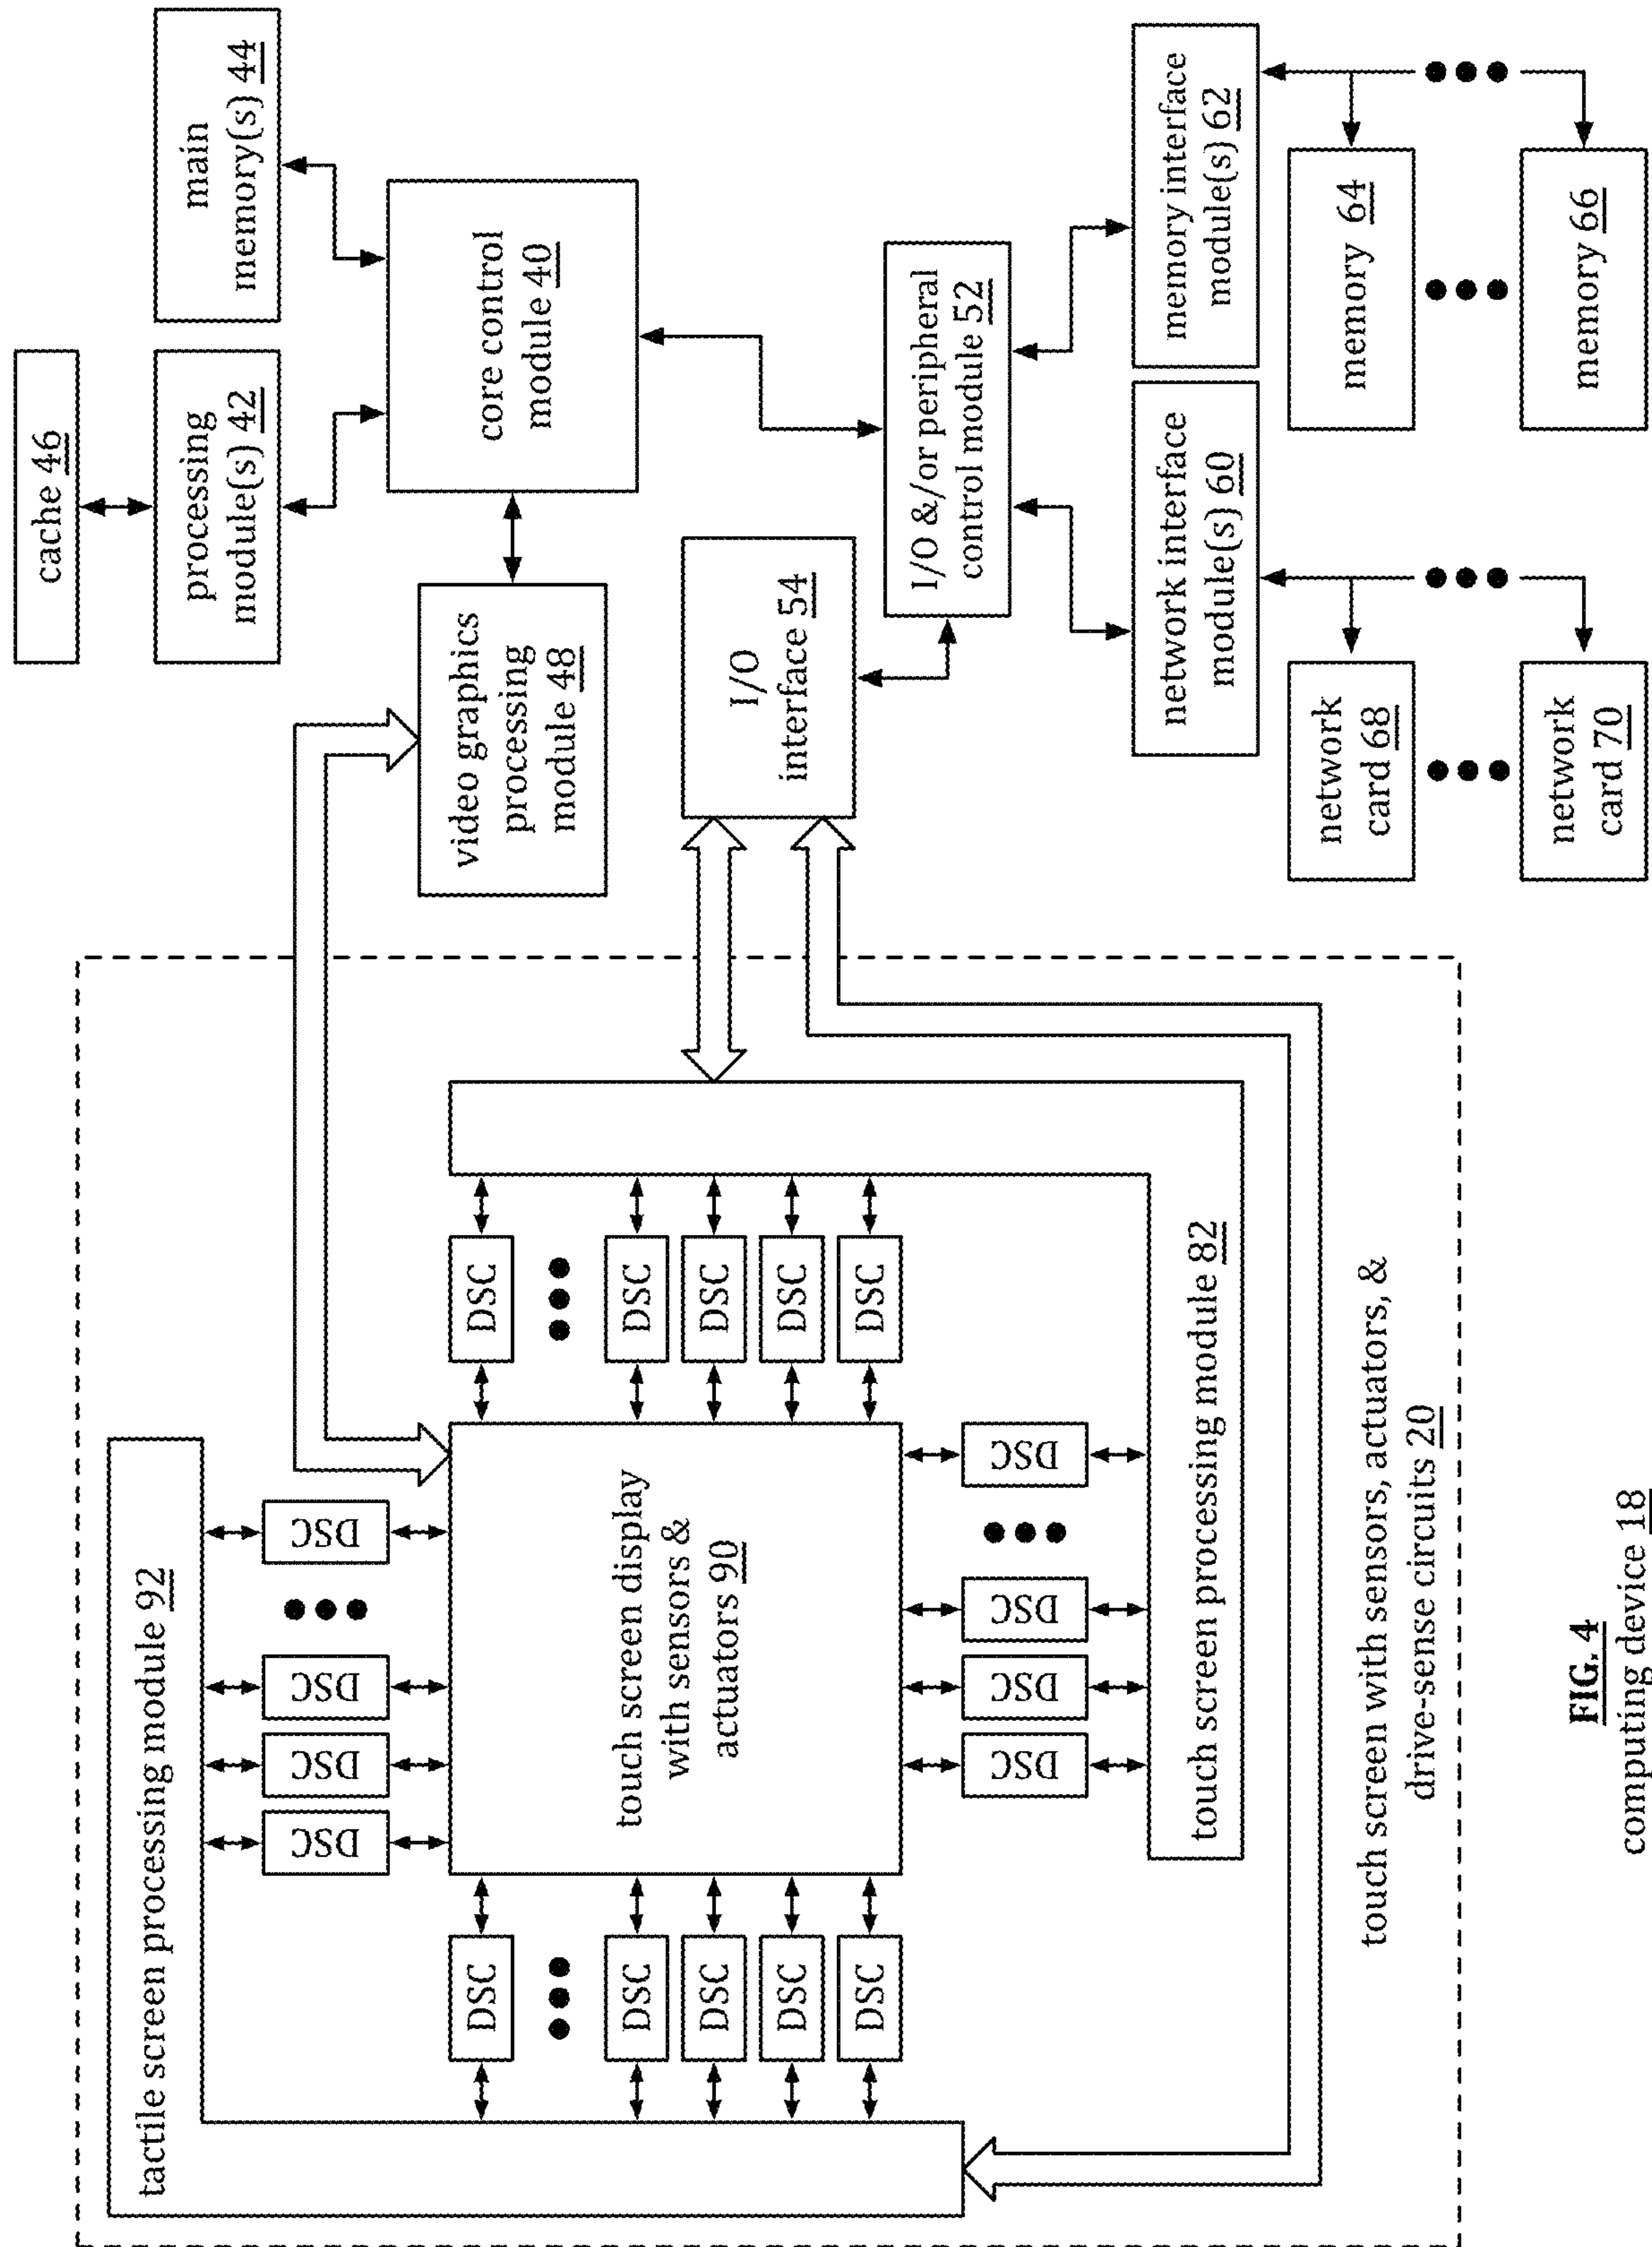 cache 46
processing
module(s) 42
main
memory(s) 44
core control
module 40
video graphics
processing
module 48
I/O
interface 54
I/O &/or peripheral
control module 52
network interface
module(s) 60
memory interface
module(s) 62
network
card 68
network
card 70
memory 64
memory 66
tactile screen processing module 92
DSC
DSC
DSC
DSC
DSC
DSC
DSC
DSC
DSC
touch screen display
with sensors &
actuators 90
DSC
DSC
DSC
DSC
DSC
DSC
DSC
DSC
DSC
touch screen processing module 82
touch screen with sensors, actuators, &
drive-sense circuits 20
FIG. 4
computing device 18